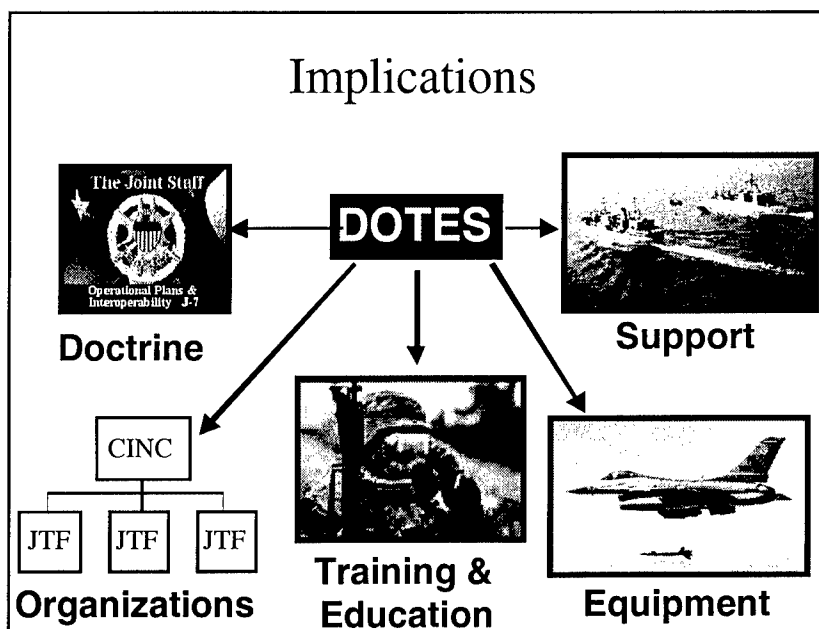 Implications
The Joint Staff
Operational Plans &
Interoperability J-7
Doctrine
DOTES
Support
CINC
JTF JTF JTF
Organizations
Training &
Education
Equipment